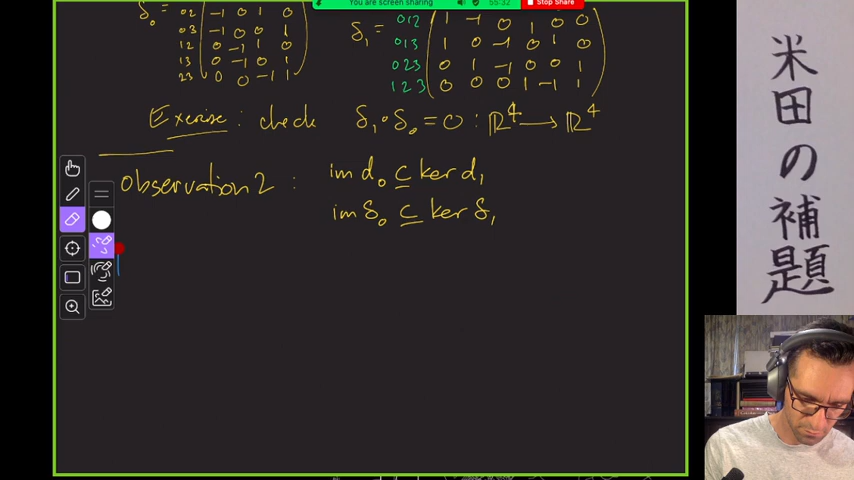 You are screen sharing 55:32 Stop Share
δ₀ = 02 ( -1 0 1 0
03 -1 0 0 1
12 0 -1 1 0
13 0 -1 0 1
23 0 0 -1 1 )
δ₁ = 012 ( 1 -1 0 1 0 0
013 1 0 -1 0 1 0
023 0 1 -1 0 0 1
123 0 0 0 1 -1 1 )
Exercise : check δ₁∘δ₀ = 0 : ℝ⁴ → ℝ⁴
Observation 2 : im d₀ ⊆ ker d₁
im δ₀ ⊆ ker δ₁
米田の補題